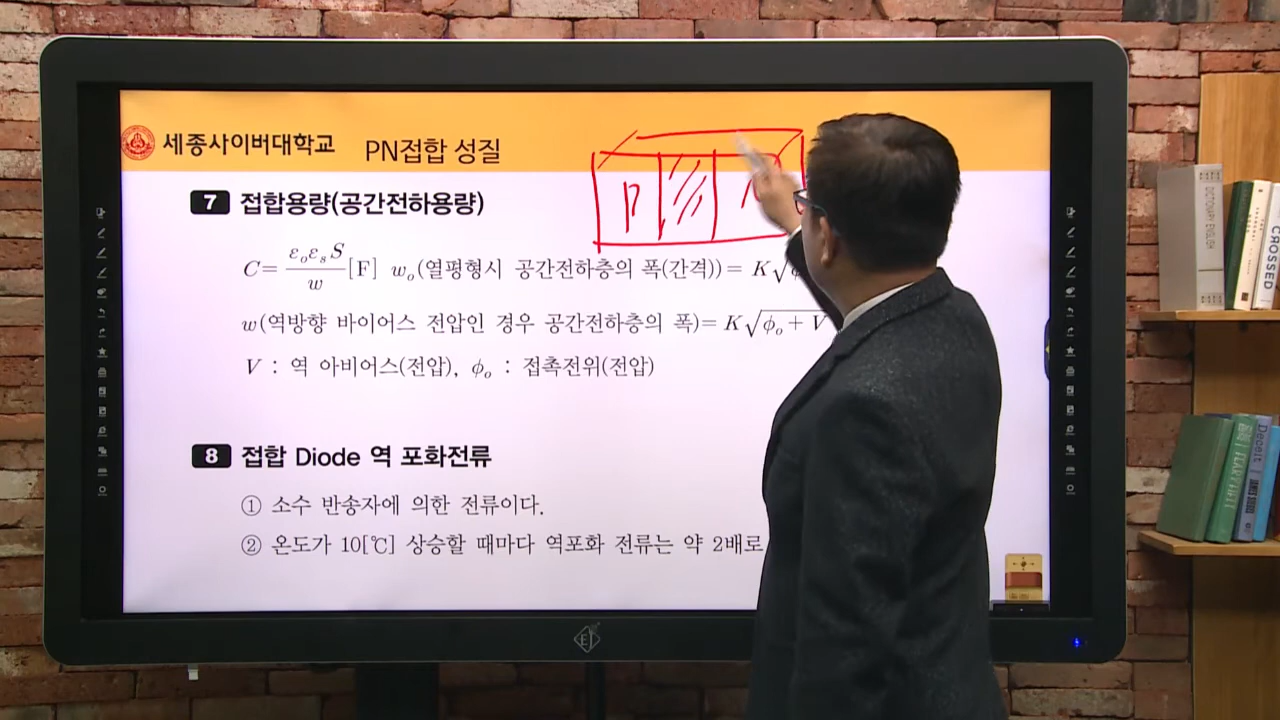 세종사이버대학교 PN접합 성질
7 접합용량(공간전하용량)
C= ε₀εₛS/w [F] w₀(열평형시 공간전하층의 폭(간격))= K√ϕ
w(역방향 바이어스 전압인 경우 공간전하층의 폭)= K√ϕ₀ + V
V : 역 아비어스(전압), ϕ₀ : 접촉전위(전압)
8 접합 Diode 역 포화전류
① 소수 반송자에 의한 전류이다.
② 온도가 10[℃] 상승할 때마다 역포화 전류는 약 2배로
P
DICTIONARY ENGLISH
CROSSED
Deceit
JAMES